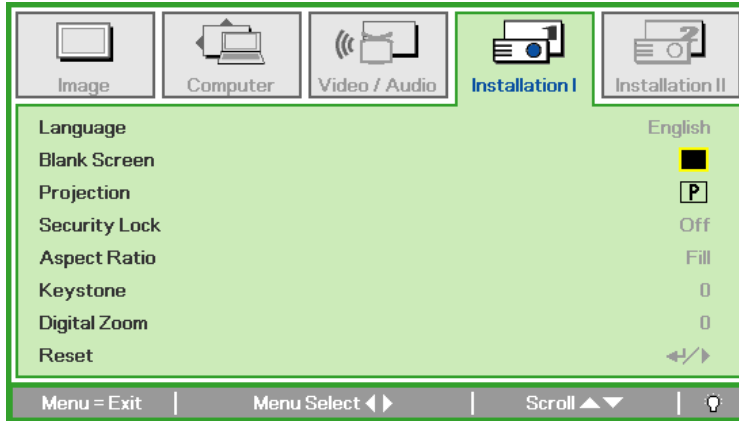 Image Computer Video / Audio Installation I Installation II
Language English
Blank Screen
Projection P
Security Lock Off
Aspect Ratio Fill
Keystone 0
Digital Zoom 0
Reset
Menu = Exit Menu Select Scroll